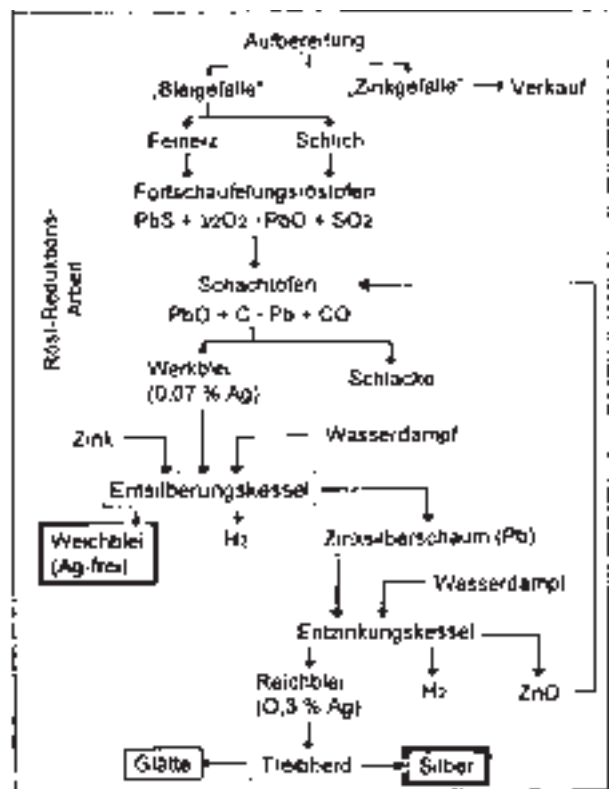 Aufbereitung
„Bleigefälle" „Zinkgefälle" Verkauf
Feinerz Schlich
Fortschaufelungsröstofen
PbS + ½O2 · PbO + SO2
Röst-Reduktions-
Arbeit
Schachtofen
PbO + C - Pb + CO
Werkblei
(0,07 % Ag)
Schlacke
Zink
Wasserdampf
Entsilberungskessel
Weichblei
(Ag-frei)
H2
Zinksilberschaum (Pb)
Wasserdampf
Entzinkungskessel
Reichblei
(0,3 % Ag)
H2
ZnO
Glätte Treibherd Silber